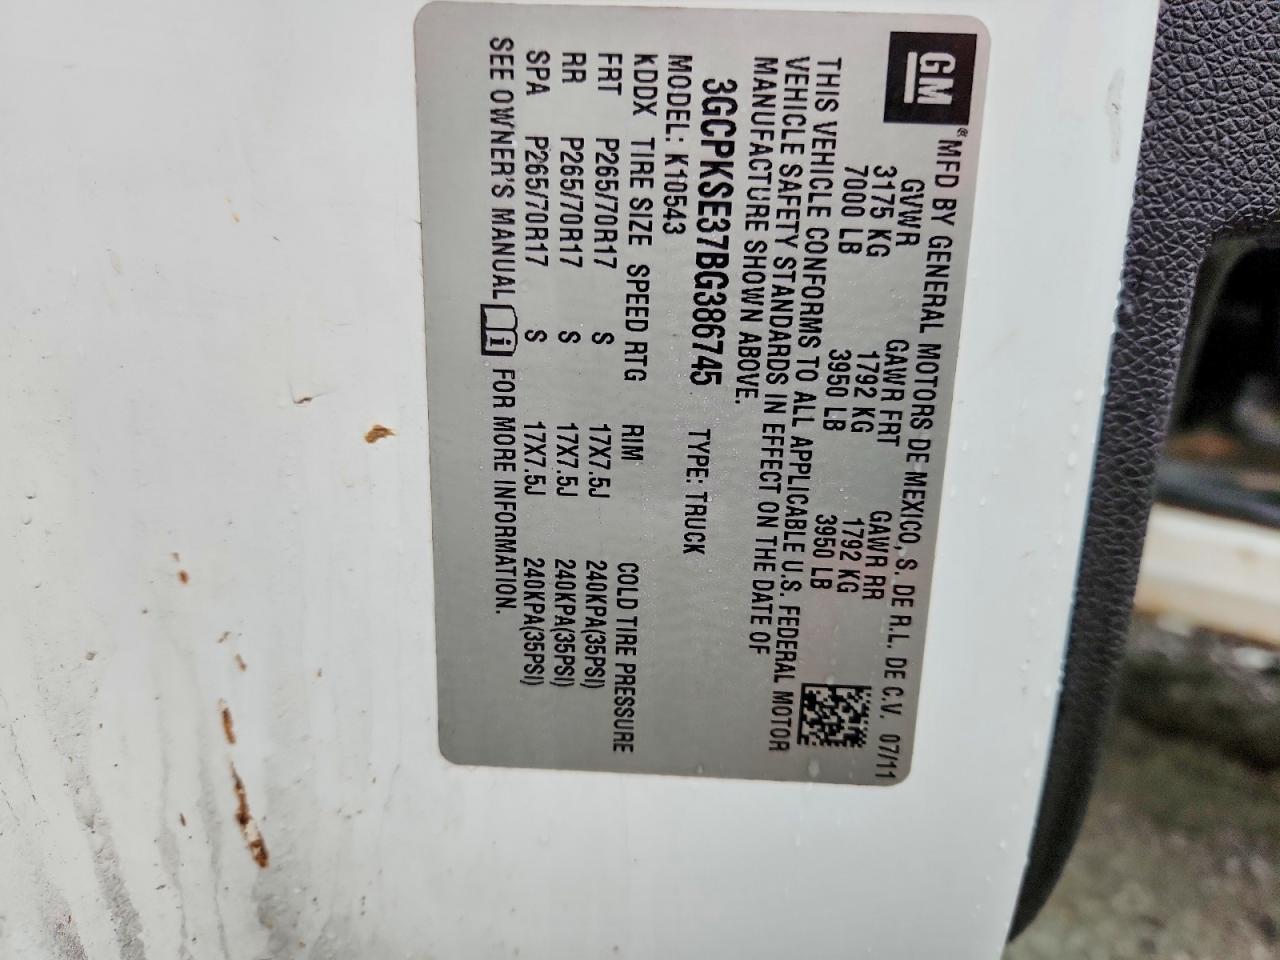 GM ® MFD BY GENERAL MOTORS DE MEXICO, S. DE R.L. DE C.V. 07/11
GVWR GAWR FRT GAWR RR
3175 KG 1792 KG 1792 KG
7000 LB 3950 LB 3950 LB
THIS VEHICLE CONFORMS TO ALL APPLICABLE U.S. FEDERAL MOTOR
VEHICLE SAFETY STANDARDS IN EFFECT ON THE DATE OF
MANUFACTURE SHOWN ABOVE.
3GCPKSE37BG386745 TYPE: TRUCK
MODEL: K10543
KDDX TIRE SIZE SPEED RTG RIM COLD TIRE PRESSURE
FRT P265/70R17 S 17X7.5J 240KPA(35PSI)
RR P265/70R17 S 17X7.5J 240KPA(35PSI)
SPA P265/70R17 S 17X7.5J 240KPA(35PSI)
SEE OWNER'S MANUAL i FOR MORE INFORMATION.